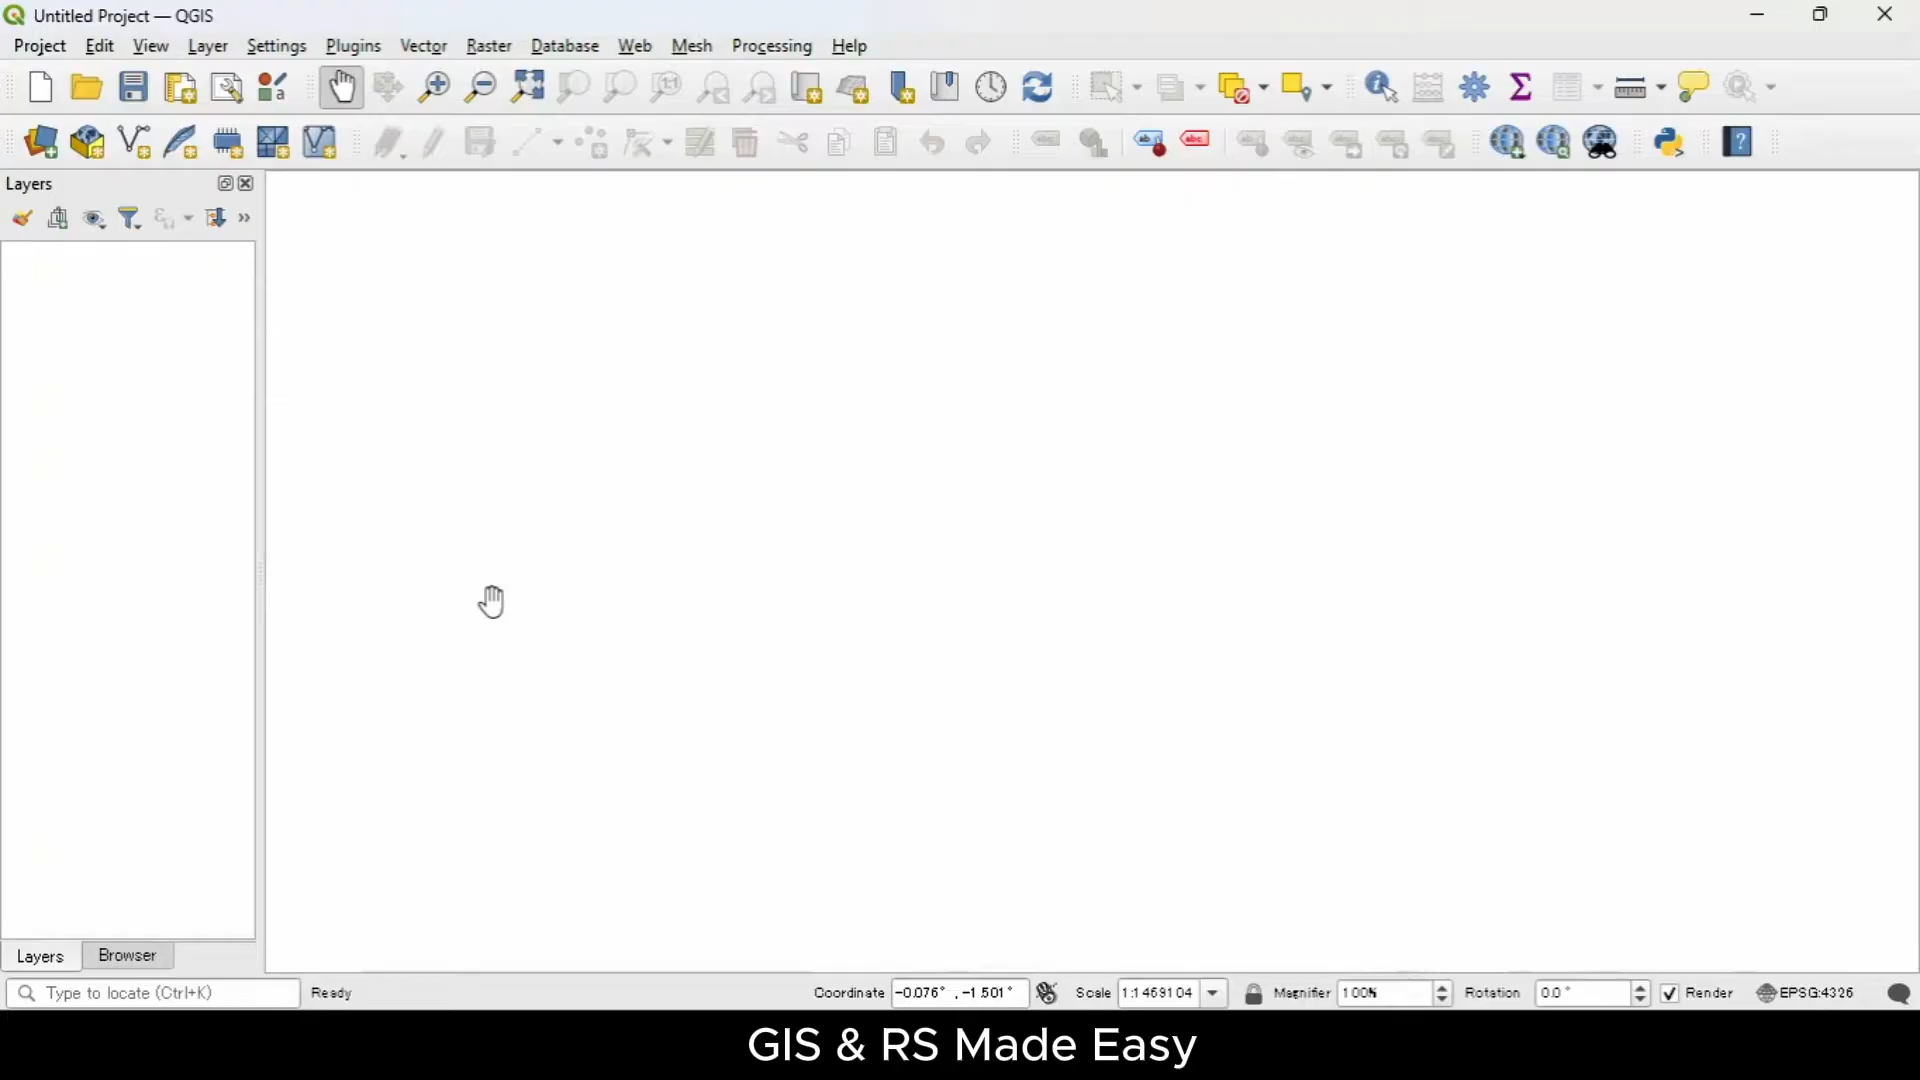 Untitled Project — QGIS
Project Edit View Layer Settings Plugins Vector Raster Database Web Mesh Processing Help
Layers
Layers Browser
Type to locate (Ctrl+K) Ready Coordinate -0.076° , -1.501° Scale 1:1459104 Magnifier 100% Rotation 0.0 ° Render EPSG:4326
GIS & RS Made Easy